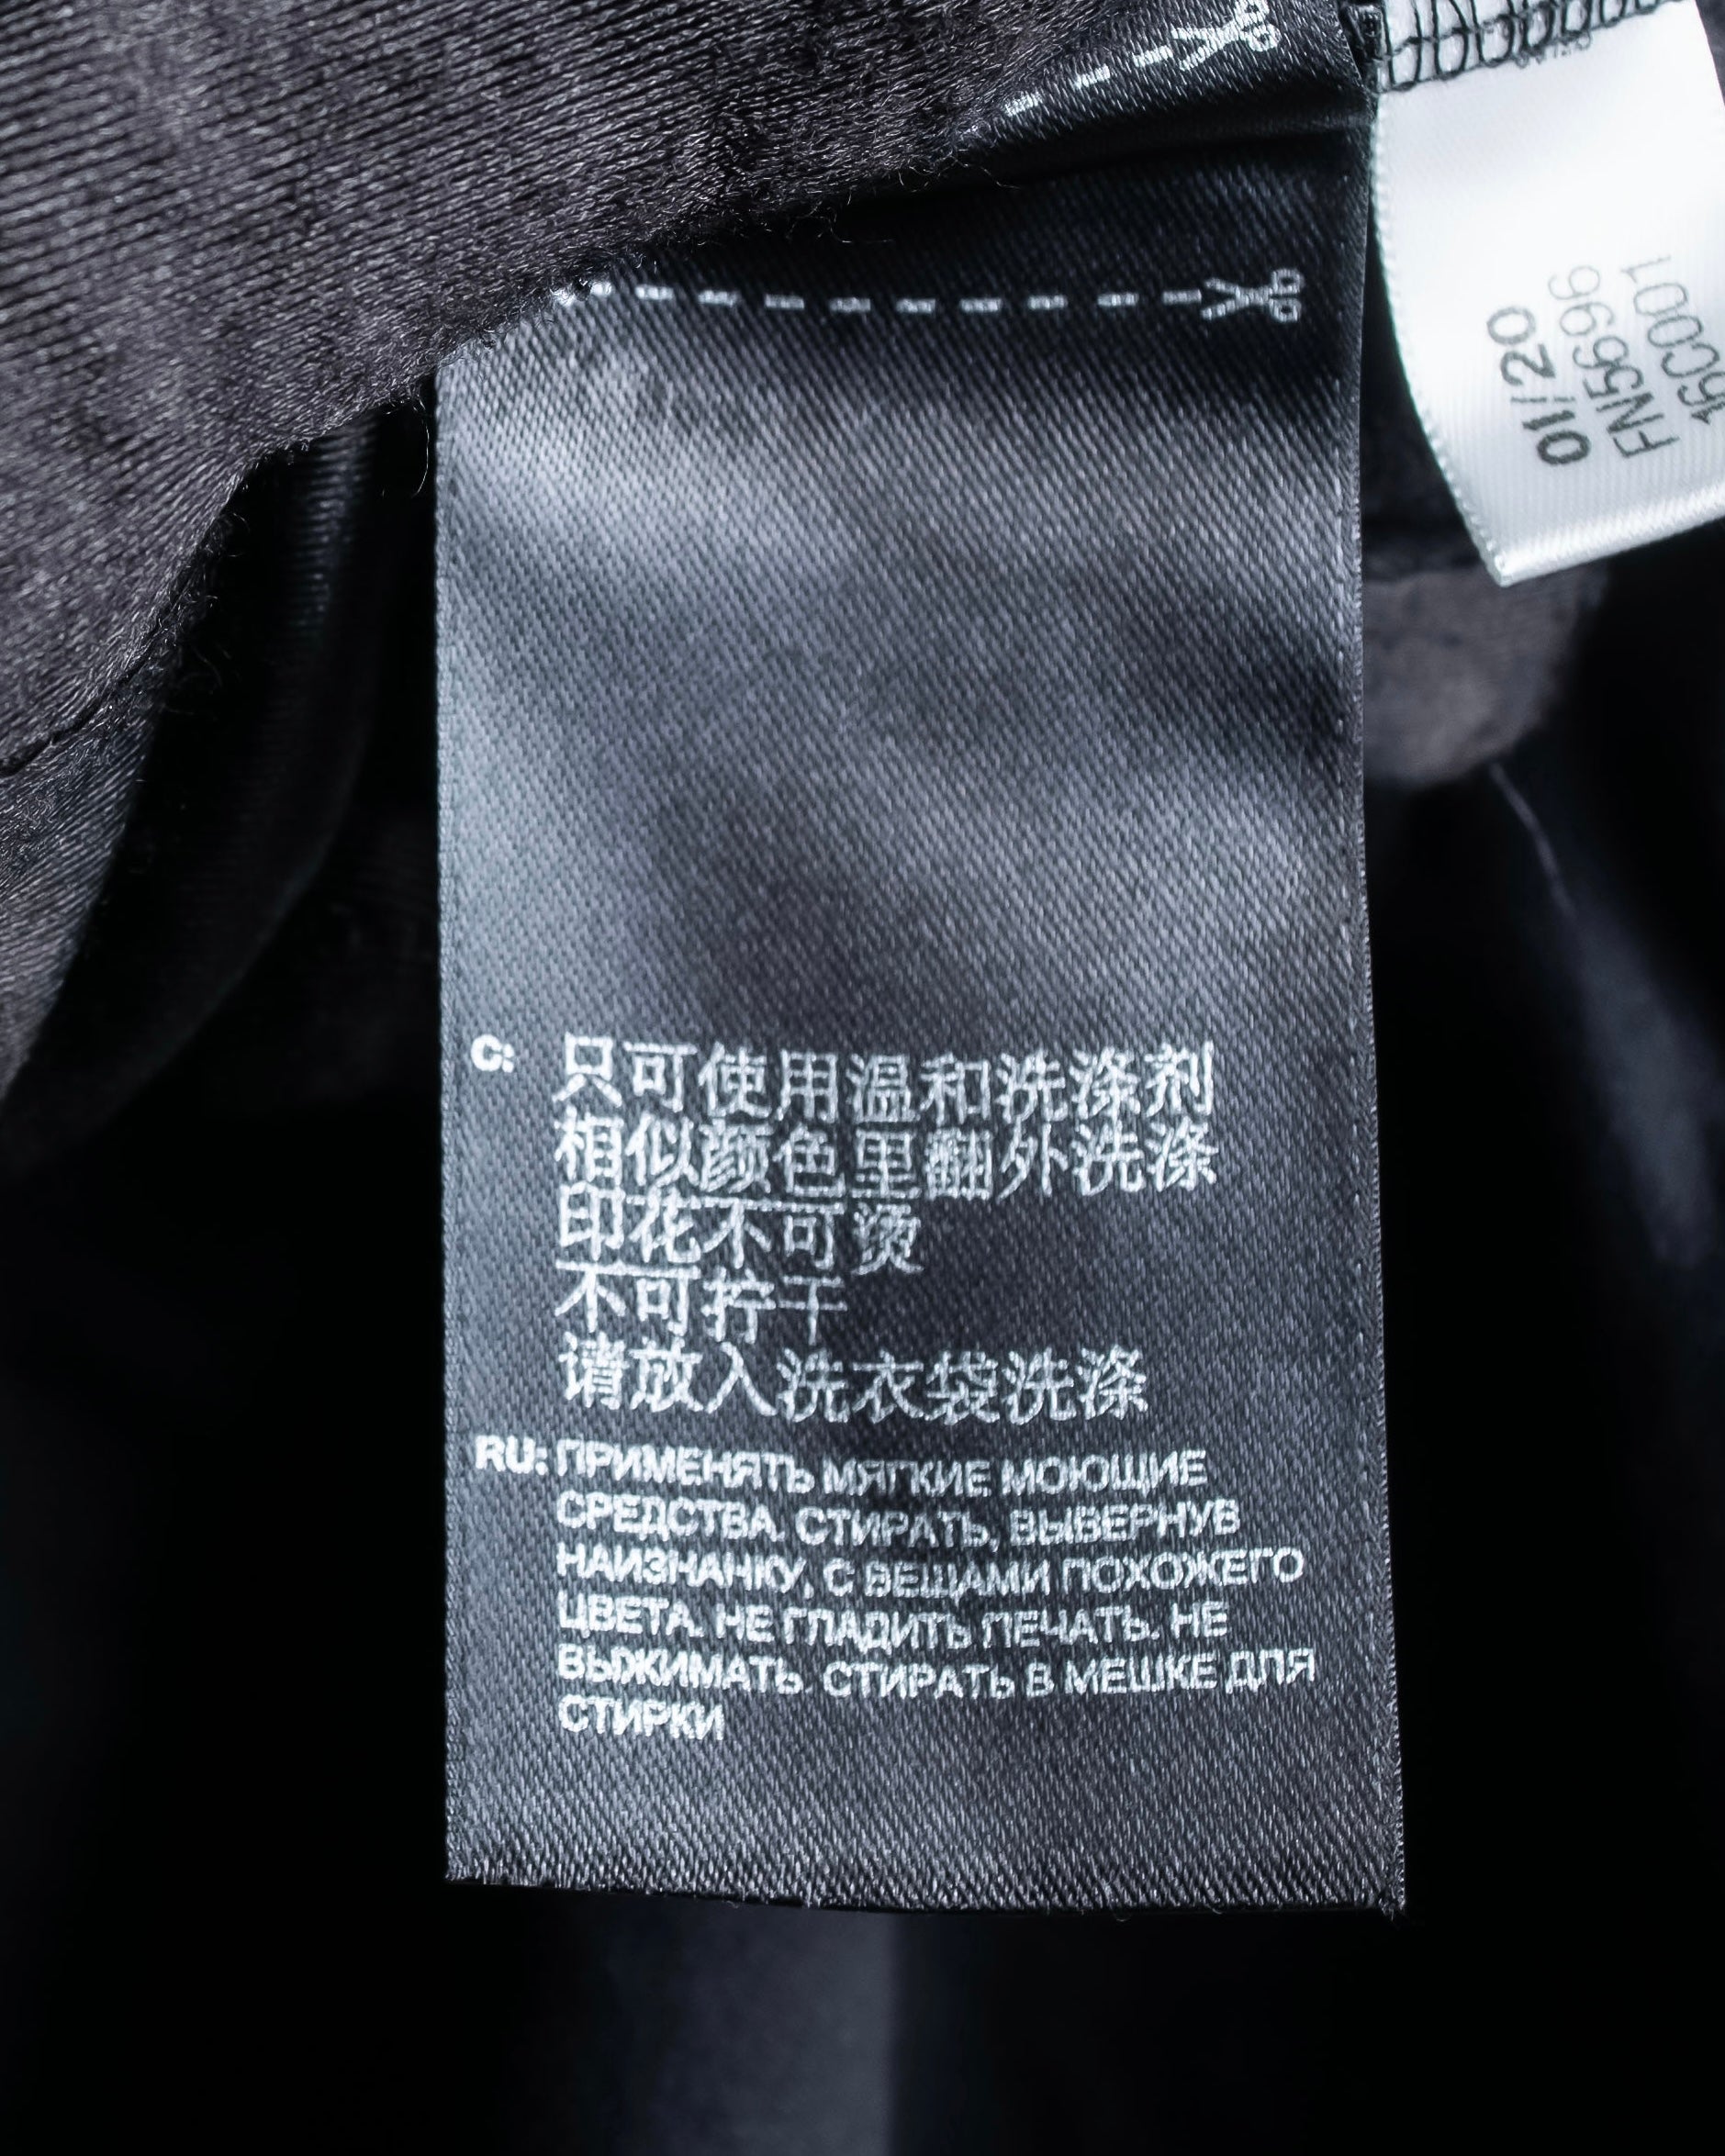 01/20
FN5696
15C001
C: 只可使用温和洗涤剂
相似颜色里翻外洗涤
印花不可烫
不可拧干
请放入洗衣袋洗涤
RU: ПРИМЕНЯТЬ МЯГКИЕ МОЮЩИЕ
СРЕДСТВА. СТИРАТЬ, ВЫВЕРНУВ
НАИЗНАНКУ, С ВЕЩАМИ ПОХОЖЕГО
ЦВЕТА. НЕ ГЛАДИТЬ ПЕЧАТЬ. НЕ
ВЫЖИМАТЬ. СТИРАТЬ В МЕШКЕ ДЛЯ
СТИРКИ